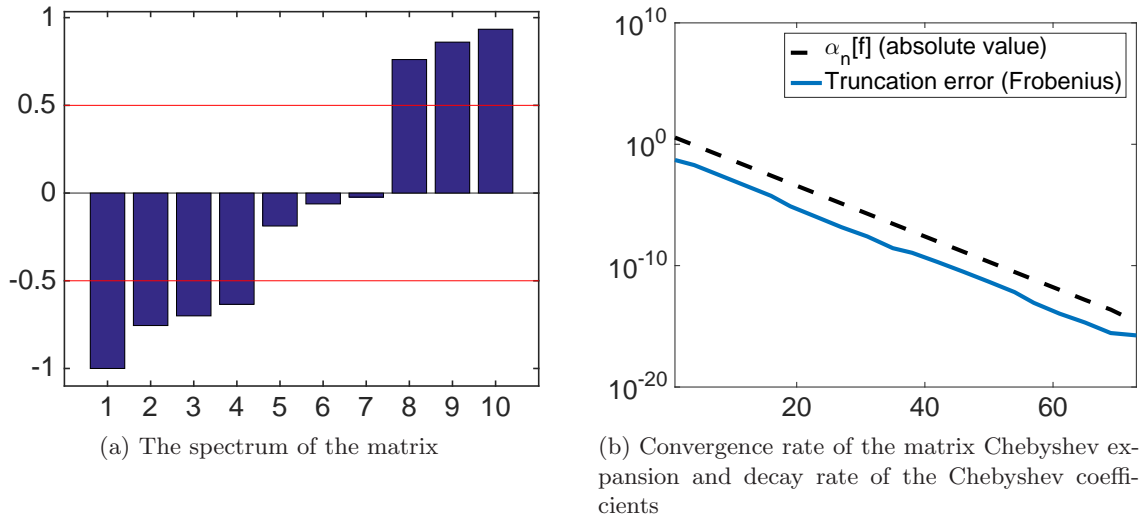 1
0.5
0
-0.5
-1
1 2 3 4 5 6 7 8 9 10
(a) The spectrum of the matrix
10^10
10^0
10^-10
10^-20
20 40 60
α_n[f] (absolute value)
Truncation error (Frobenius)
(b) Convergence rate of the matrix Chebyshev ex-
pansion and decay rate of the Chebyshev coeffi-
cients